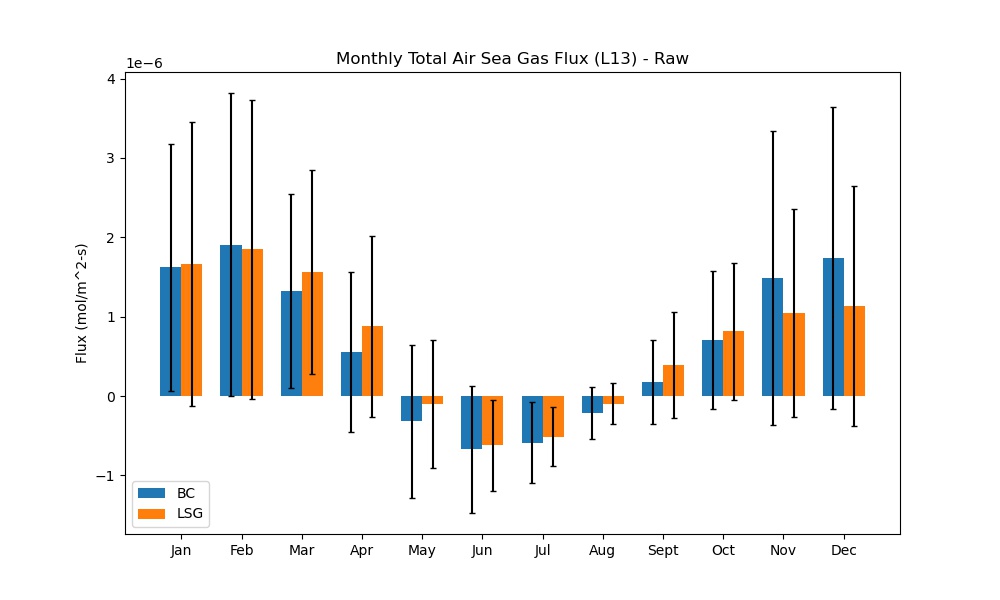 Monthly Total Air Sea Gas Flux (L13) - Raw
1e−6
Flux (mol/m^2-s)
4
3
2
1
0
−1
BC
LSG
Jan Feb Mar Apr May Jun Jul Aug Sept Oct Nov Dec